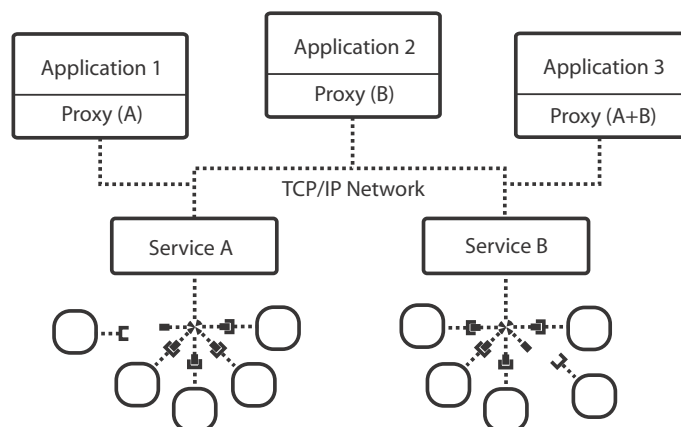 Application 1
Proxy (A)
Application 2
Proxy (B)
Application 3
Proxy (A+B)
TCP/IP Network
Service A
Service B